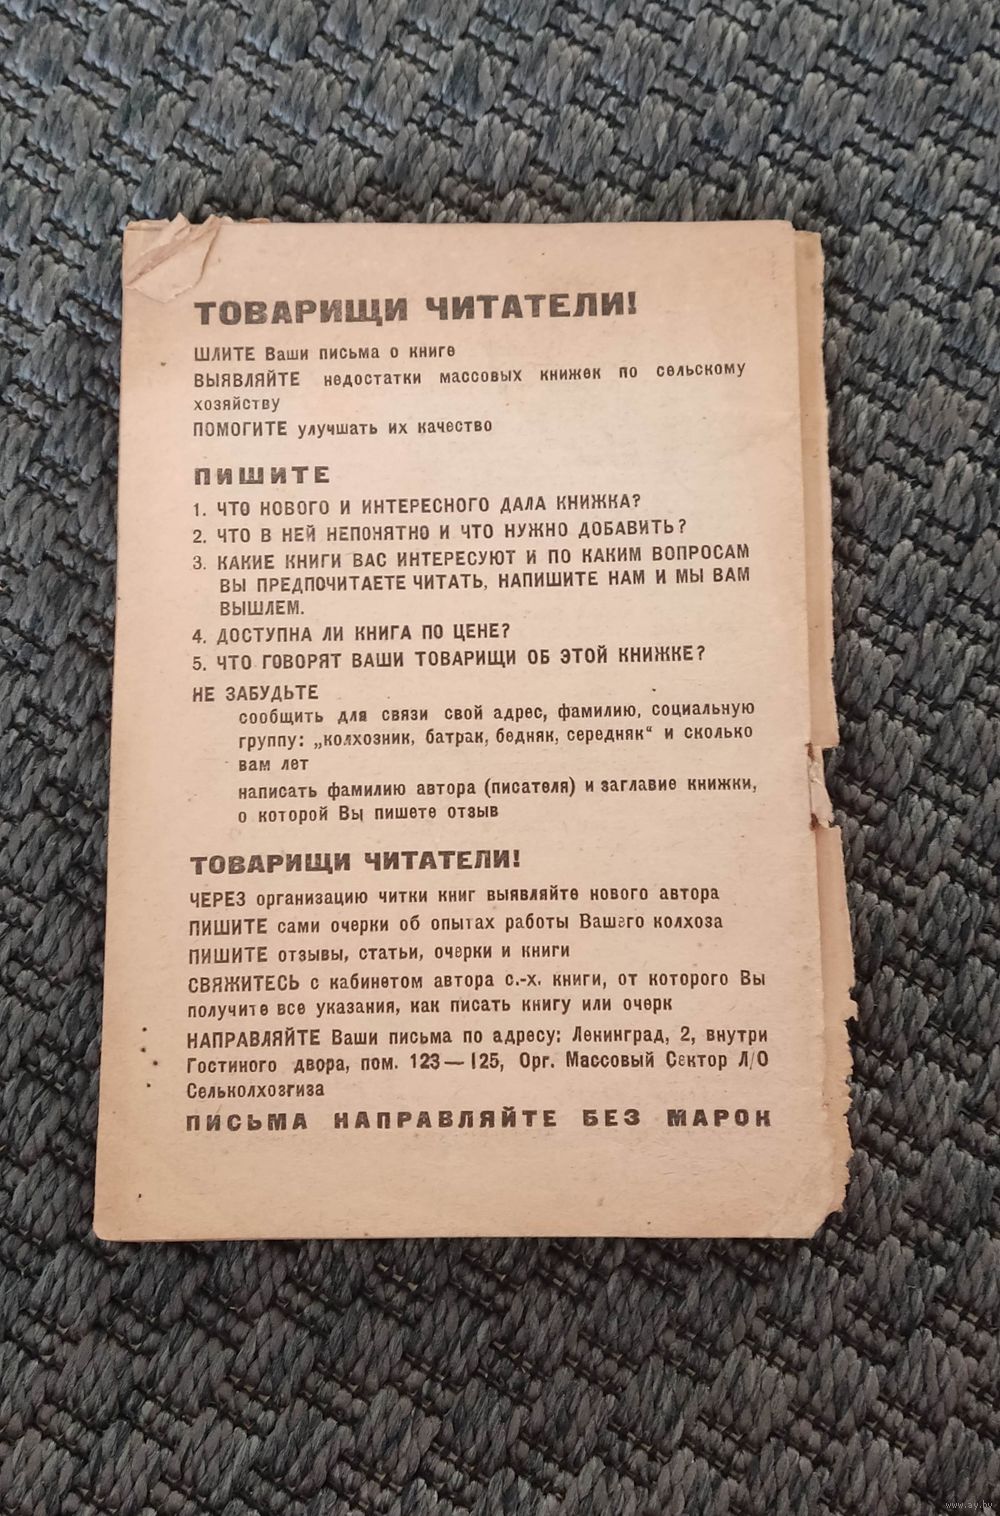 ТОВАРИЩИ ЧИТАТЕЛИ!
ШЛИТЕ Ваши письма о книге
ВЫЯВЛЯЙТЕ недостатки массовых книжек по сельскому
хозяйству
ПОМОГИТЕ улучшать их качество
ПИШИТЕ
1. ЧТО НОВОГО И ИНТЕРЕСНОГО ДАЛА КНИЖКА?
2. ЧТО В НЕЙ НЕПОНЯТНО И ЧТО НУЖНО ДОБАВИТЬ?
3. КАКИЕ КНИГИ ВАС ИНТЕРЕСУЮТ И ПО КАКИМ ВОПРОСАМ
ВЫ ПРЕДПОЧИТАЕТЕ ЧИТАТЬ, НАПИШИТЕ НАМ И МЫ ВАМ
ВЫШЛЕМ.
4. ДОСТУПНА ЛИ КНИГА ПО ЦЕНЕ?
5. ЧТО ГОВОРЯТ ВАШИ ТОВАРИЩИ ОБ ЭТОЙ КНИЖКЕ?
НЕ ЗАБУДЬТЕ
сообщить для связи свой адрес, фамилию, социальную
группу: „колхозник, батрак, бедняк, середняк“ и сколько
вам лет
написать фамилию автора (писателя) и заглавие книжки,
о которой Вы пишете отзыв
ТОВАРИЩИ ЧИТАТЕЛИ!
ЧЕРЕЗ организацию читки книг выявляйте нового автора
ПИШИТЕ сами очерки об опытах работы Вашего колхоза
ПИШИТЕ отзывы, статьи, очерки и книги
СВЯЖИТЕСЬ с кабинетом автора с.-х. книги, от которого Вы
получите все указания, как писать книгу или очерк
НАПРАВЛЯЙТЕ Ваши письма по адресу: Ленинград, 2, внутри
Гостиного двора, пом. 123—125, Орг. Массовый Сектор Л/О
Сельколхозгиза
ПИСЬМА НАПРАВЛЯЙТЕ БЕЗ МАРОК
www.ay.by